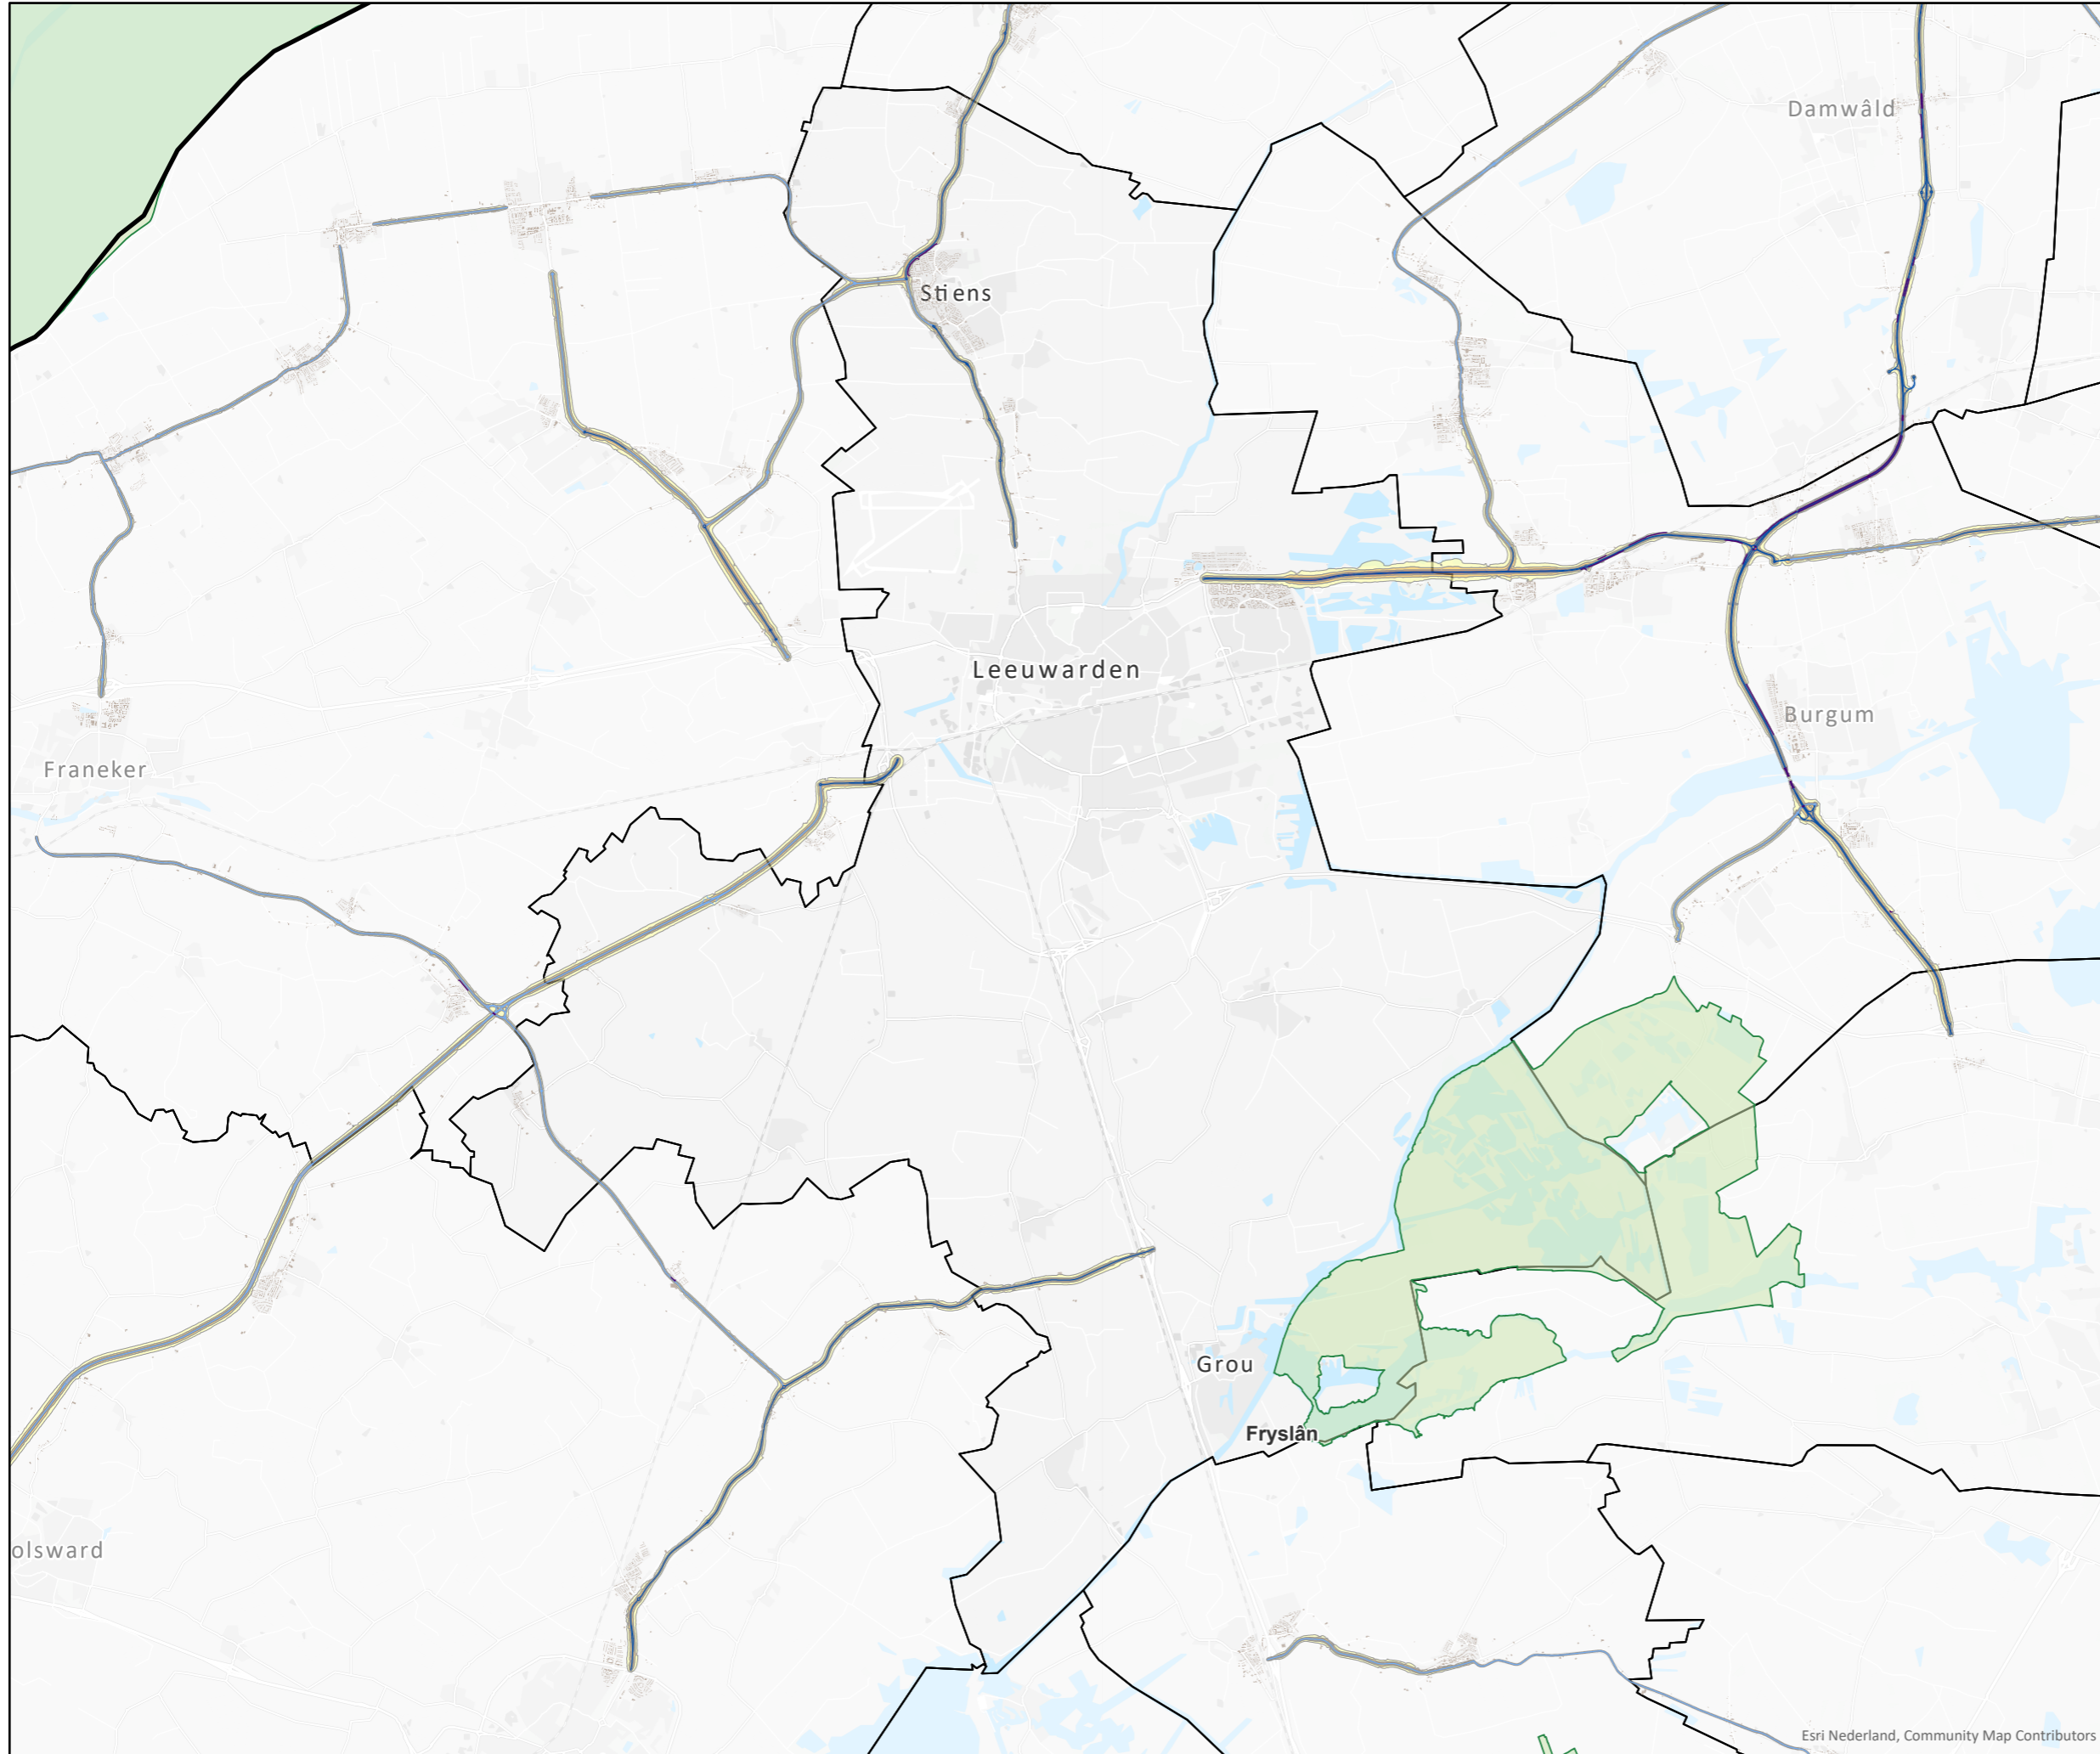 Damwâld
Stiens
Leeuwarden
Burgum
Franeker
Grou
Fryslân
olsward
Esri Nederland, Community Map Contributors